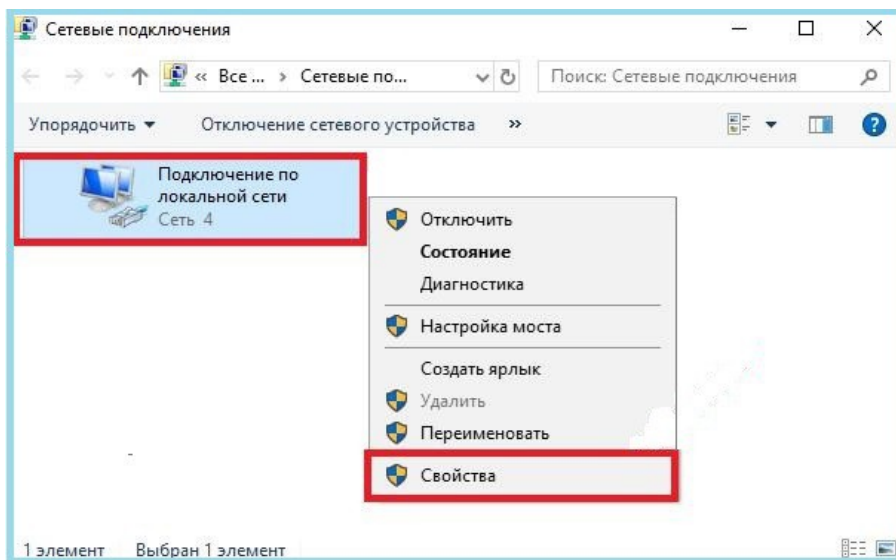 Сетевые подключения
« Все ... › Сетевые по...
Поиск: Сетевые подключения
Упорядочить ▾ Отключение сетевого устройства »
Подключение по
локальной сети
Сеть 4
Отключить
Состояние
Диагностика
Настройка моста
Создать ярлык
Удалить
Переименовать
Свойства
1 элемент Выбран 1 элемент